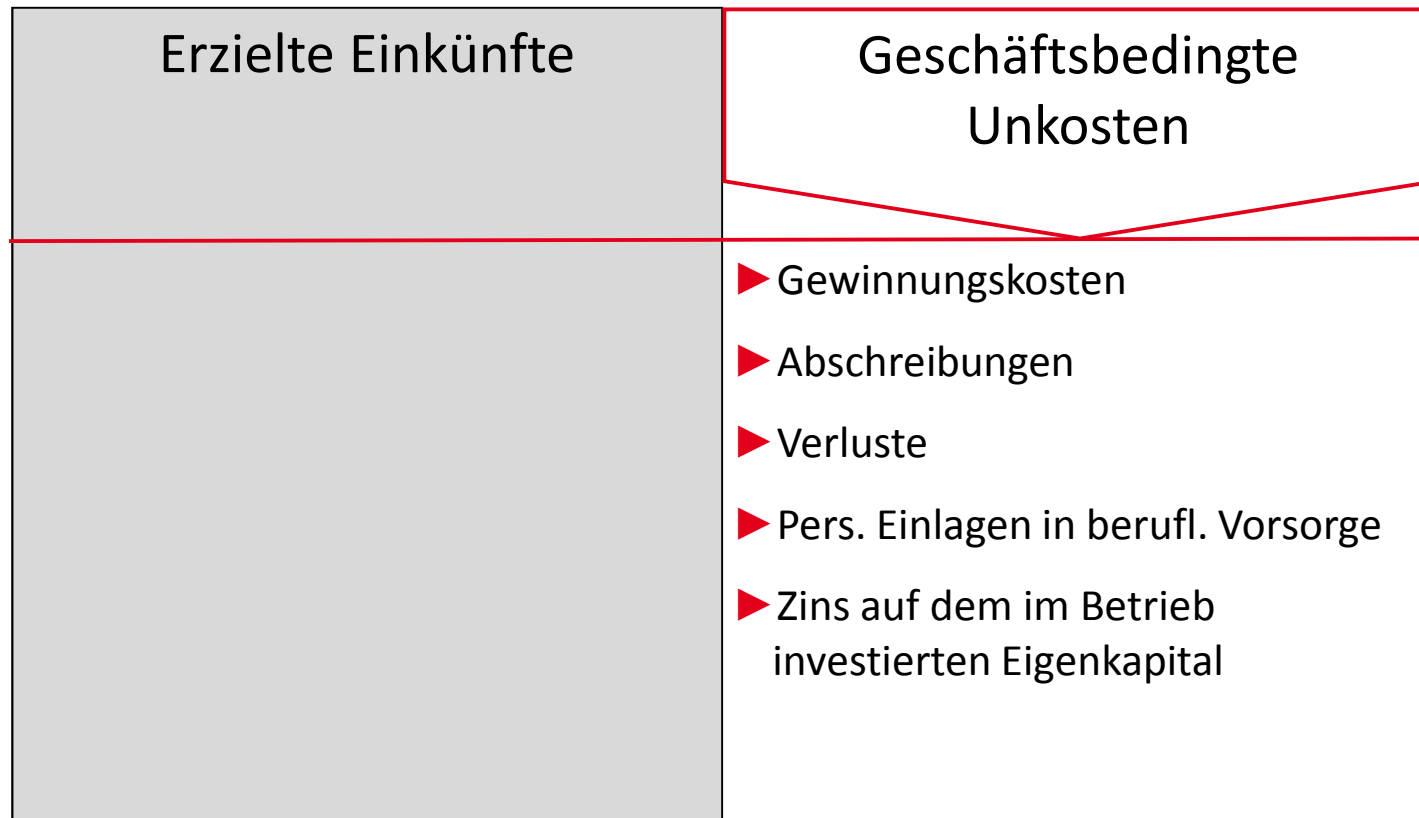 Erzielte Einkünfte
Geschäftsbedingte
Unkosten
Gewinnungskosten
Abschreibungen
Verluste
Pers. Einlagen in berufl. Vorsorge
Zins auf dem im Betrieb
investierten Eigenkapital